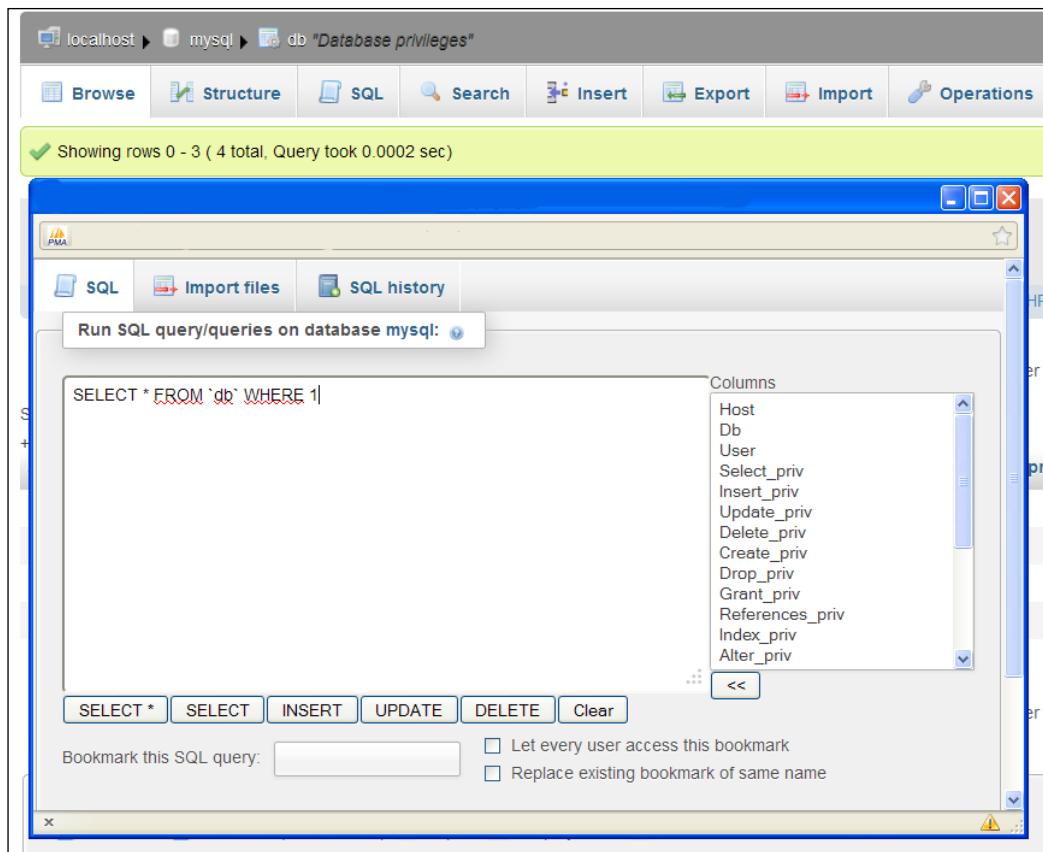 localhost mysql db "Database privileges"
Browse Structure SQL Search Insert Export Import Operations
Showing rows 0 - 3 ( 4 total, Query took 0.0002 sec)
PMA
SQL Import files SQL history
Run SQL query/queries on database mysql:
SELECT * FROM `db` WHERE 1
Columns
Host
Db
User
Select_priv
Insert_priv
Update_priv
Delete_priv
Create_priv
Drop_priv
Grant_priv
References_priv
Index_priv
Alter_priv
<<
SELECT * SELECT INSERT UPDATE DELETE Clear
Bookmark this SQL query:
Let every user access this bookmark
Replace existing bookmark of same name